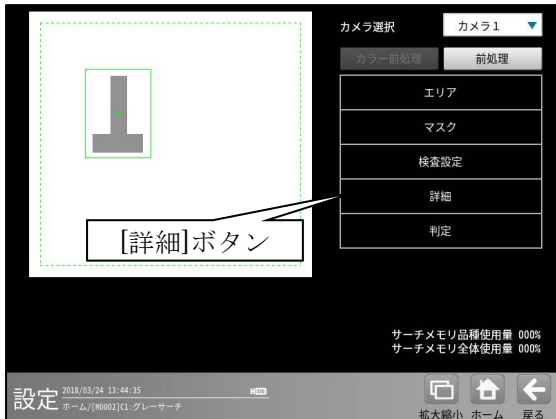 カメラ選択
カメラ1
カラー前処理
前処理
エリア
マスク
検査設定
詳細
判定
[詳細]ボタン
サーチメモリ品種使用量 000%
サーチメモリ全体使用量 000%
設定
2018/03/24 13:44:35
ホーム/[M0002]C1:グレーサーチ
拡大縮小
ホーム
戻る